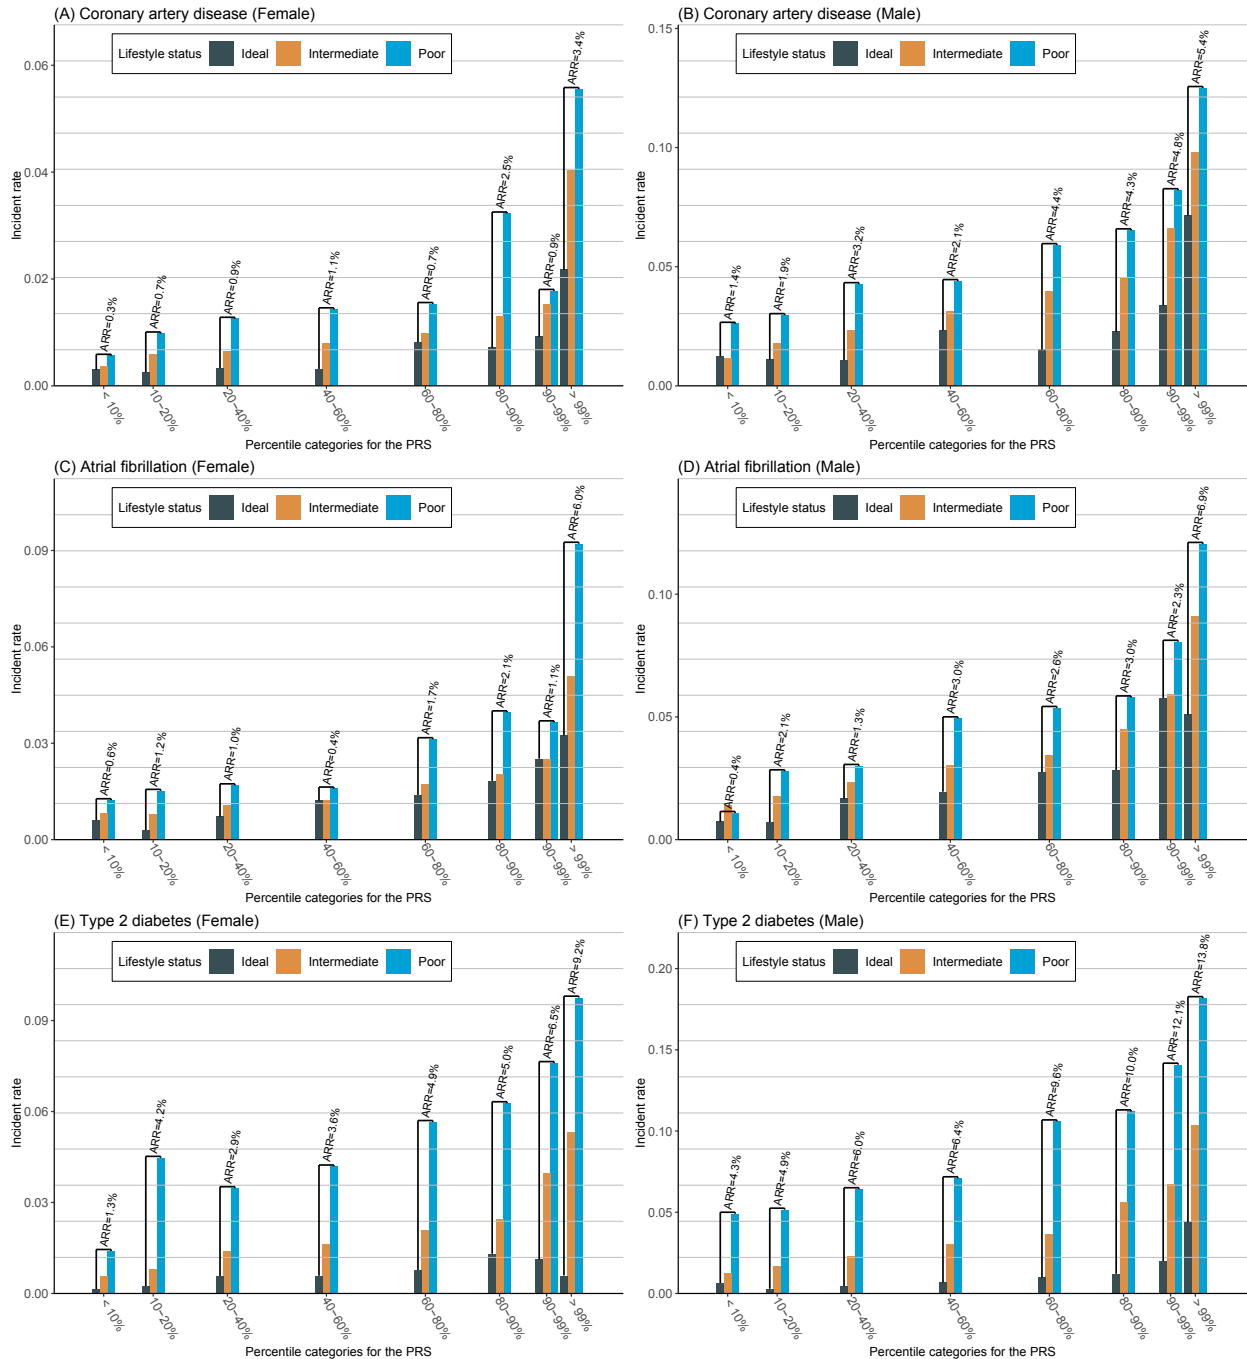 (A) Coronary artery disease (Female)
Lifestyle status Ideal Intermediate Poor
Incident rate
0.06
0.04
0.02
0.00
ARR=0.3%
ARR=0.7%
ARR=0.9%
ARR=1.1%
ARR=0.7%
ARR=2.5%
ARR=0.9%
ARR=3.4%
< 10%
10−20%
20−40%
40−60%
60−80%
80−90%
90−99%
> 99%
Percentile categories for the PRS
(B) Coronary artery disease (Male)
Lifestyle status Ideal Intermediate Poor
Incident rate
0.15
0.10
0.05
0.00
ARR=1.4%
ARR=1.9%
ARR=3.2%
ARR=2.1%
ARR=4.4%
ARR=4.3%
ARR=4.8%
ARR=5.4%
< 10%
10−20%
20−40%
40−60%
60−80%
80−90%
90−99%
> 99%
Percentile categories for the PRS
(C) Atrial fibrillation (Female)
Lifestyle status Ideal Intermediate Poor
Incident rate
0.09
0.06
0.03
0.00
ARR=0.6%
ARR=1.2%
ARR=1.0%
ARR=0.4%
ARR=1.7%
ARR=2.1%
ARR=1.1%
ARR=6.0%
< 10%
10−20%
20−40%
40−60%
60−80%
80−90%
90−99%
> 99%
Percentile categories for the PRS
(D) Atrial fibrillation (Male)
Lifestyle status Ideal Intermediate Poor
Incident rate
0.10
0.05
0.00
ARR=0.4%
ARR=2.1%
ARR=1.3%
ARR=3.0%
ARR=2.6%
ARR=3.0%
ARR=2.3%
ARR=6.9%
< 10%
10−20%
20−40%
40−60%
60−80%
80−90%
90−99%
> 99%
Percentile categories for the PRS
(E) Type 2 diabetes (Female)
Lifestyle status Ideal Intermediate Poor
Incident rate
0.09
0.06
0.03
0.00
ARR=1.3%
ARR=4.2%
ARR=2.9%
ARR=3.6%
ARR=4.9%
ARR=5.0%
ARR=6.5%
ARR=9.2%
< 10%
10−20%
20−40%
40−60%
60−80%
80−90%
90−99%
> 99%
Percentile categories for the PRS
(F) Type 2 diabetes (Male)
Lifestyle status Ideal Intermediate Poor
Incident rate
0.20
0.15
0.10
0.05
0.00
ARR=4.3%
ARR=4.9%
ARR=6.0%
ARR=6.4%
ARR=9.6%
ARR=10.0%
ARR=12.1%
ARR=13.8%
< 10%
10−20%
20−40%
40−60%
60−80%
80−90%
90−99%
> 99%
Percentile categories for the PRS